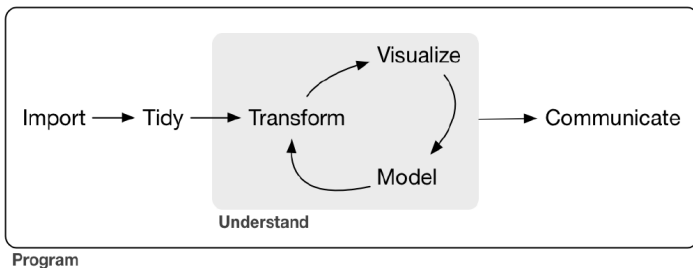 Visualize
Import Tidy Transform Communicate
Model
Understand
Program